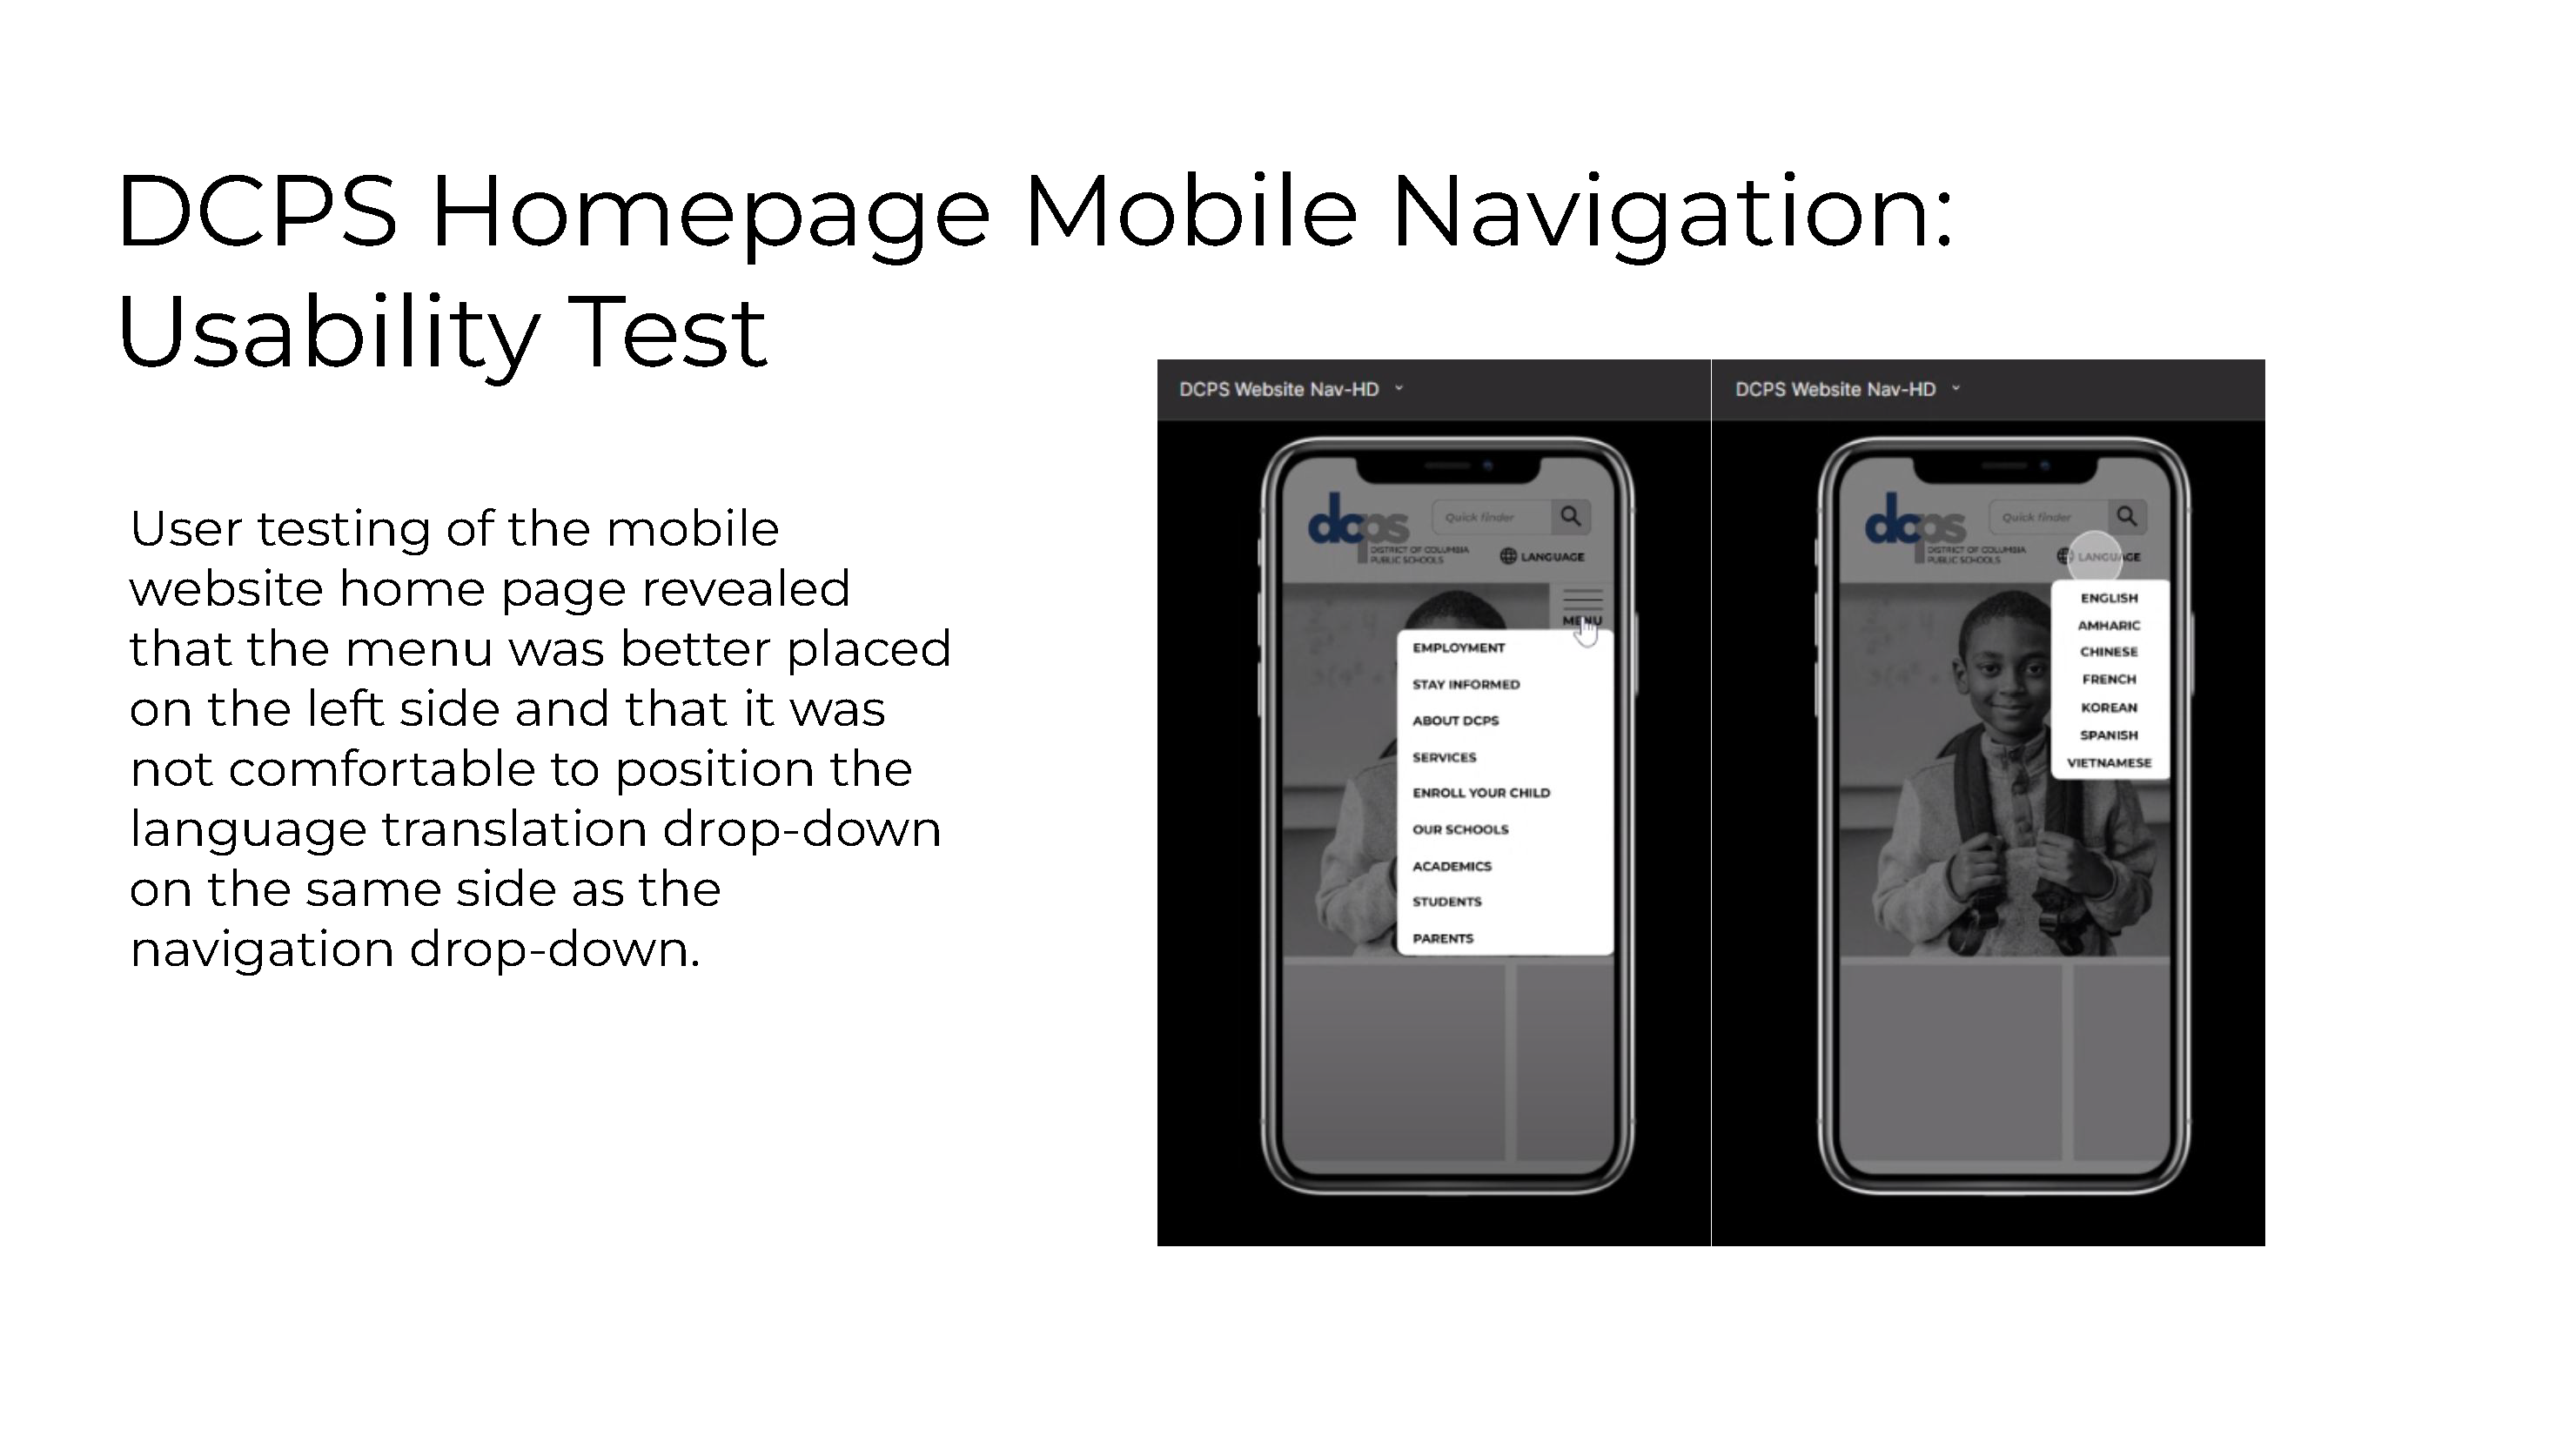 DCPS Homepage Mobile Navigation:
Usability Test
User testing of the mobile
website home page revealed
that the menu was better placed
on the left side and that it was
not comfortable to position the
language translation drop-down
on the same side as the
navigation drop-down.
DCPS Website Nav-HD
dcps
DISTRICT OF COLUMBIA
PUBLIC SCHOOLS
Quick finder
LANGUAGE
MENU
EMPLOYMENT
STAY INFORMED
ABOUT DCPS
SERVICES
ENROLL YOUR CHILD
OUR SCHOOLS
ACADEMICS
STUDENTS
PARENTS
DCPS Website Nav-HD
dcps
DISTRICT OF COLUMBIA
PUBLIC SCHOOLS
Quick finder
LANGUAGE
ENGLISH
AMHARIC
CHINESE
FRENCH
KOREAN
SPANISH
VIETNAMESE